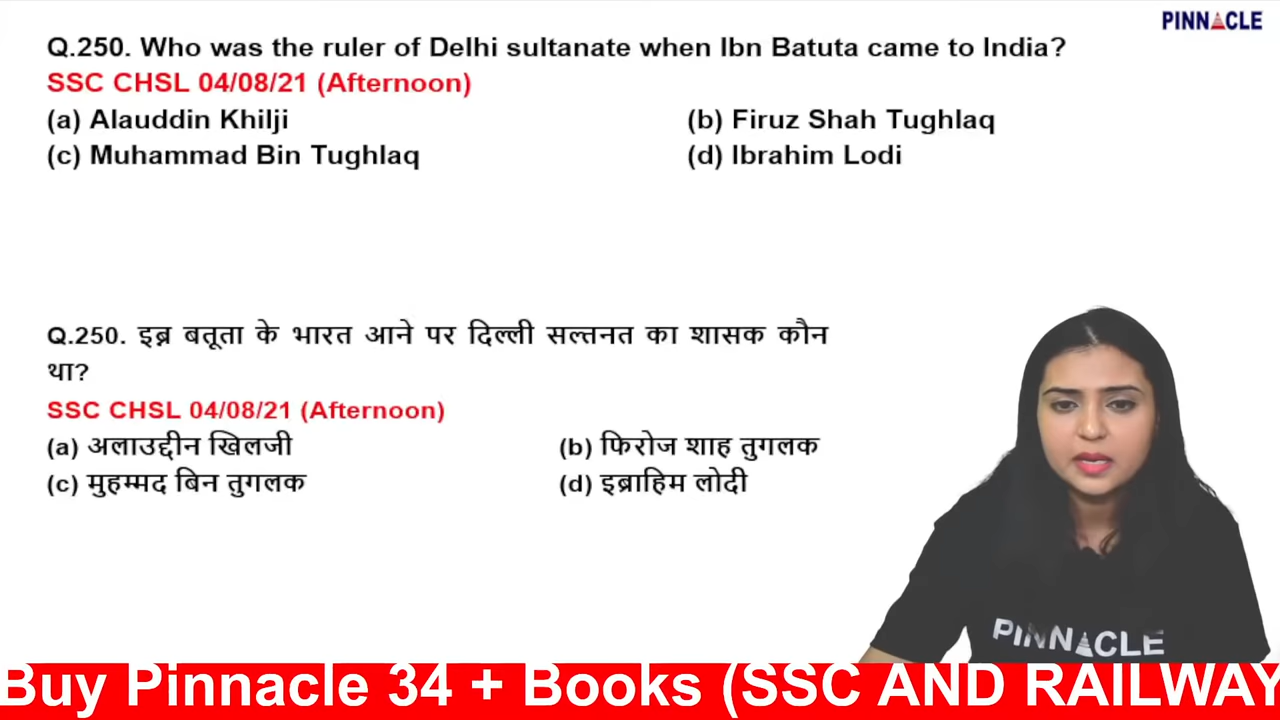 PINNACLE
Q.250. Who was the ruler of Delhi sultanate when Ibn Batuta came to India?
SSC CHSL 04/08/21 (Afternoon)
(a) Alauddin Khilji (b) Firuz Shah Tughlaq
(c) Muhammad Bin Tughlaq (d) Ibrahim Lodi
Q.250. इब्न बतूता के भारत आने पर दिल्ली सल्तनत का शासक कौन
था?
SSC CHSL 04/08/21 (Afternoon)
(a) अलाउद्दीन खिलजी (b) फिरोज शाह तुगलक
(c) मुहम्मद बिन तुगलक (d) इब्राहिम लोदी
PINNACLE
Buy Pinnacle 34 + Books (SSC AND RAILWAY